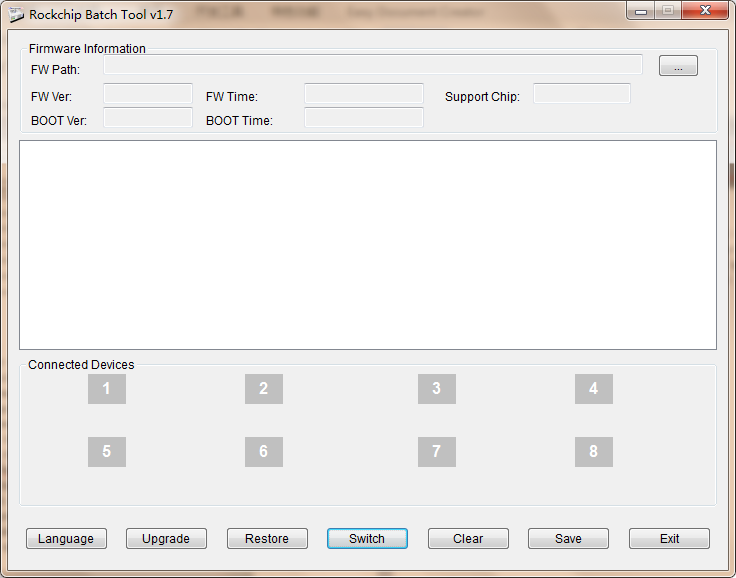 Rockchip Batch Tool v1.7
Firmware Information
FW Path:
...
FW Ver:
FW Time:
Support Chip:
BOOT Ver:
BOOT Time:
Connected Devices
1 2 3 4
5 6 7 8
Language Upgrade Restore Switch Clear Save Exit